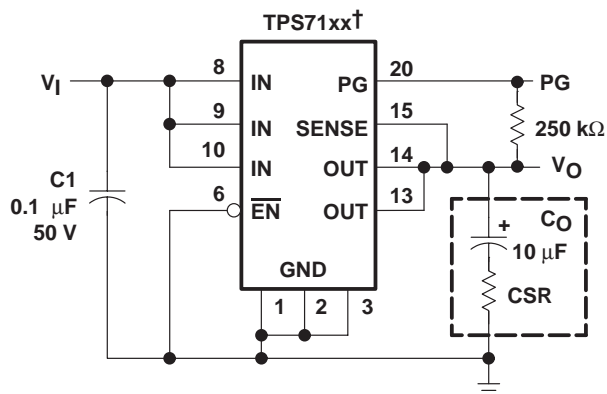 TPS71xx†
8
20
VI
IN
PG
PG
9
15
IN
SENSE
250 kΩ
10
14
IN
OUT
VO
C1
0.1 µF
50 V
6
13
EN
OUT
CO
+
10 µF
GND
CSR
1
2
3